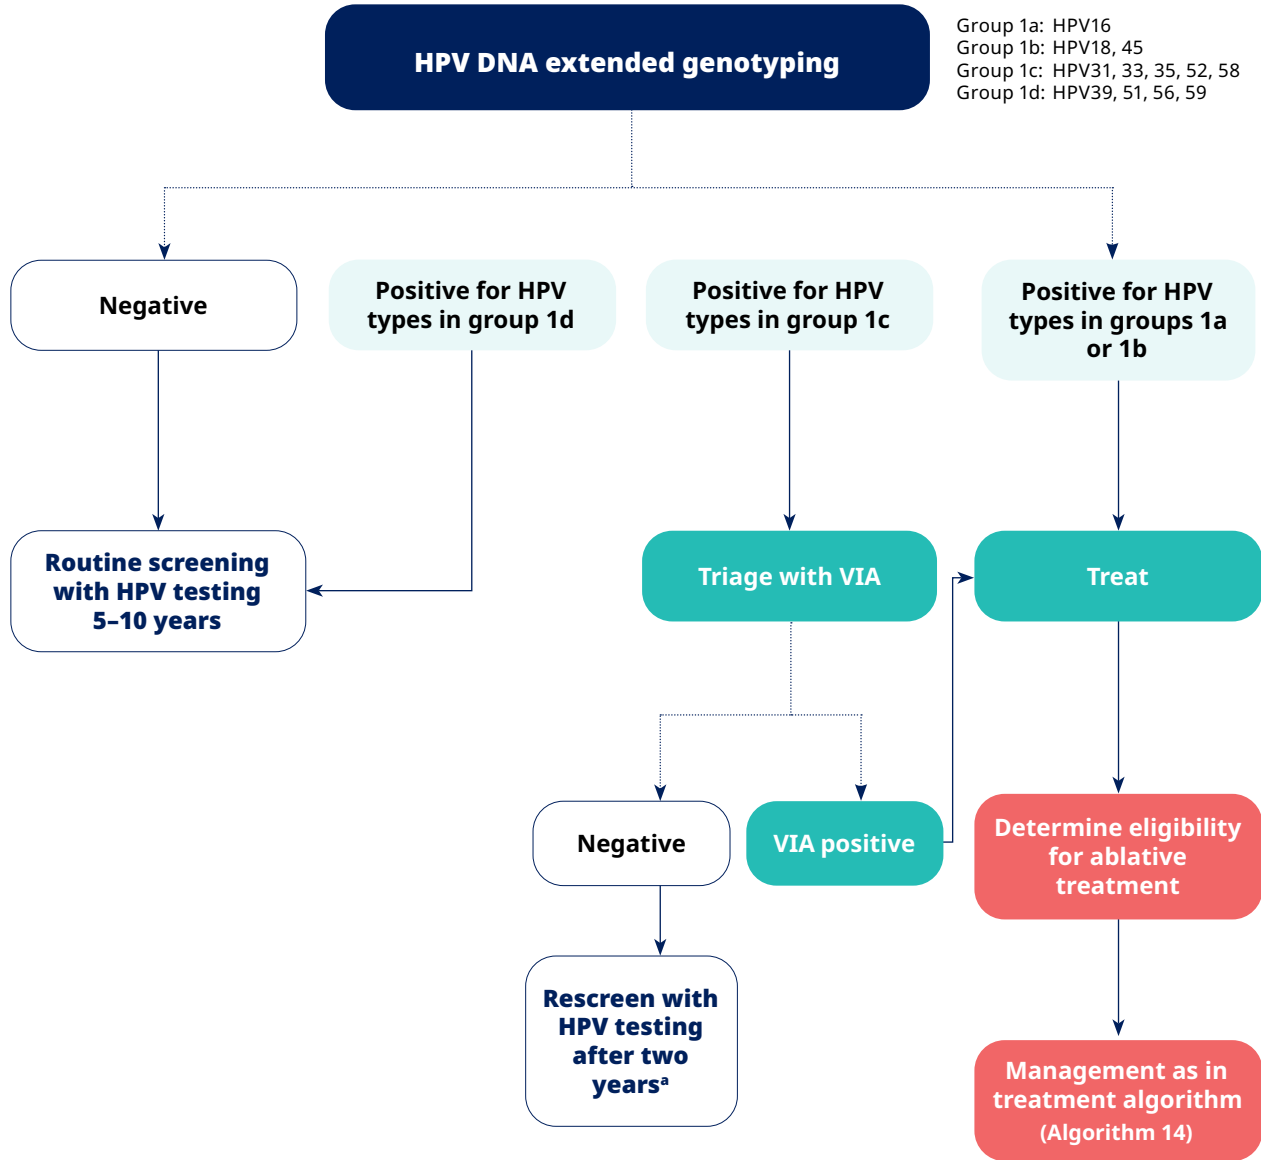 HPV DNA extended genotyping
Group 1a: HPV16
Group 1b: HPV18, 45
Group 1c: HPV31, 33, 35, 52, 58
Group 1d: HPV39, 51, 56, 59
Negative
Positive for HPV
types in group 1d
Positive for HPV
types in group 1c
Positive for HPV
types in groups 1a
or 1b
Routine screening
with HPV testing
5–10 years
Triage with VIA
Treat
Negative
VIA positive
Determine eligibility
for ablative
treatment
Rescreen with
HPV testing
after two
yearsᵃ
Management as in
treatment algorithm
(Algorithm 14)